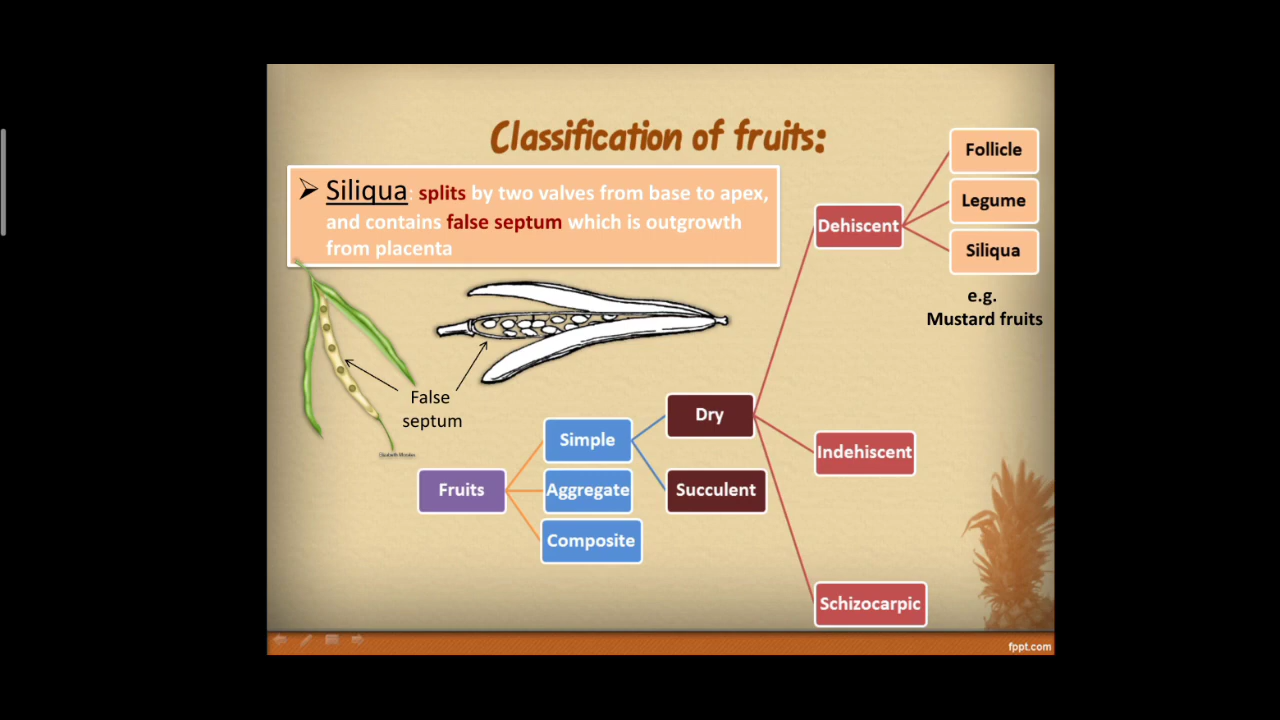 Classification of fruits:
➢ Siliqua: splits by two valves from base to apex,
and contains false septum which is outgrowth
from placenta
Follicle
Legume
Dehiscent
Siliqua
e.g.
Mustard fruits
False
septum
Dry
Simple
Indehiscent
Fruits
Aggregate
Succulent
Composite
Schizocarpic
fppt.com